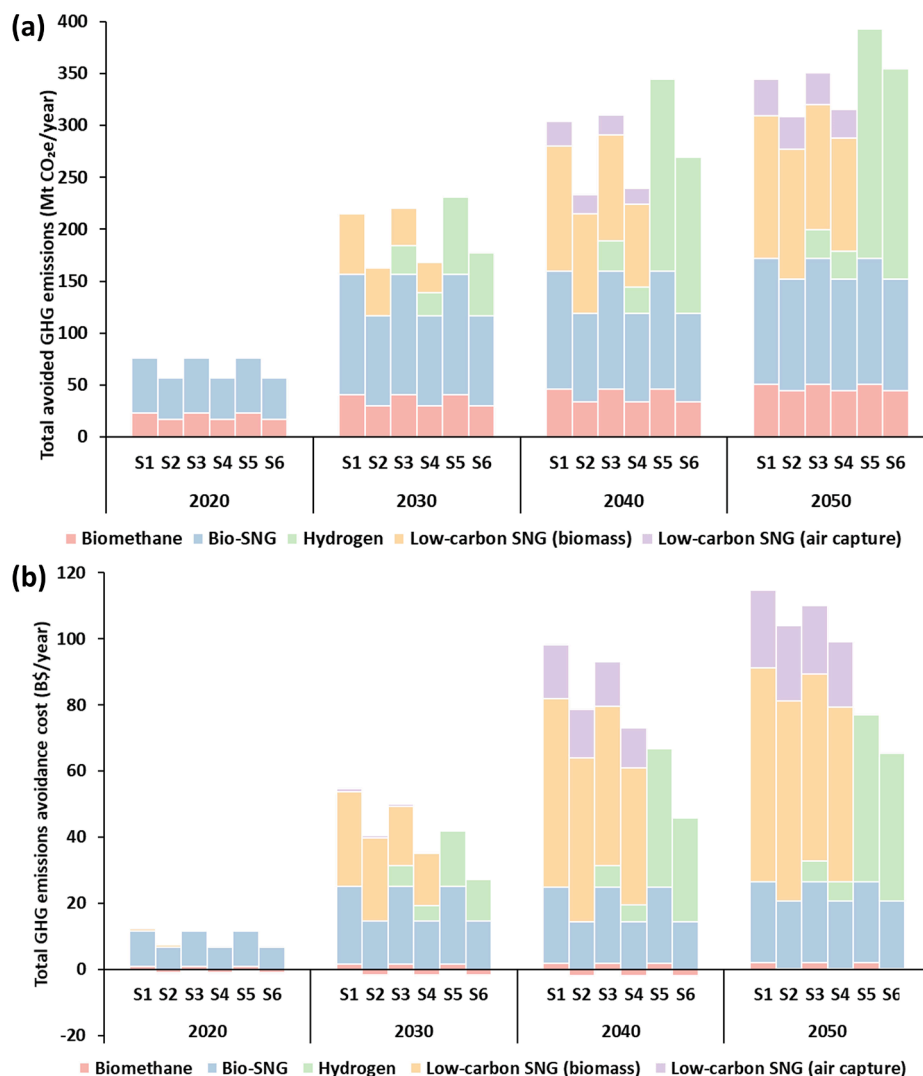 (a)
Total avoided GHG emissions (Mt CO₂e/year)
400
350
300
250
200
150
100
50
0
S1 S2 S3 S4 S5 S6 S1 S2 S3 S4 S5 S6 S1 S2 S3 S4 S5 S6 S1 S2 S3 S4 S5 S6
2020 2030 2040 2050
Biomethane Bio-SNG Hydrogen Low-carbon SNG (biomass) Low-carbon SNG (air capture)
(b)
Total GHG emissions avoidance cost (B$/year)
120
100
80
60
40
20
0
-20
S1 S2 S3 S4 S5 S6 S1 S2 S3 S4 S5 S6 S1 S2 S3 S4 S5 S6 S1 S2 S3 S4 S5 S6
2020 2030 2040 2050
Biomethane Bio-SNG Hydrogen Low-carbon SNG (biomass) Low-carbon SNG (air capture)